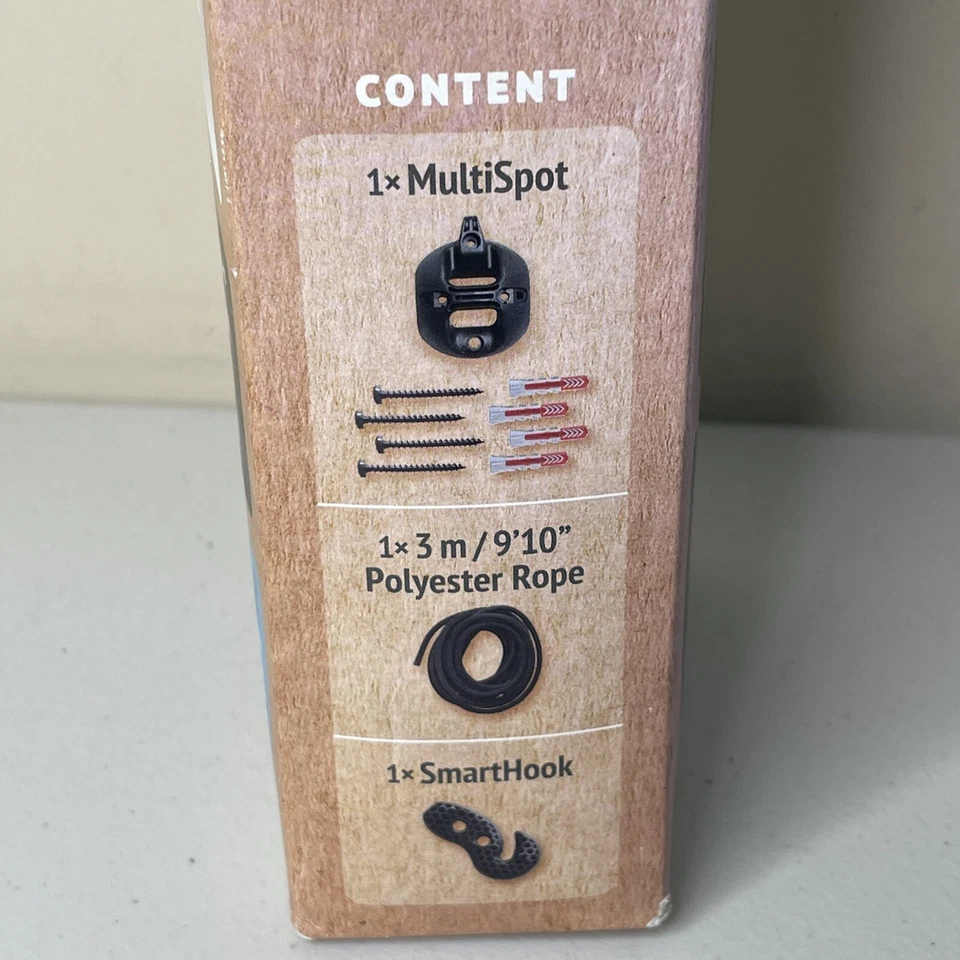 CONTENT
1× MultiSpot
1× 3 m / 9’10”
Polyester Rope
1× SmartHook